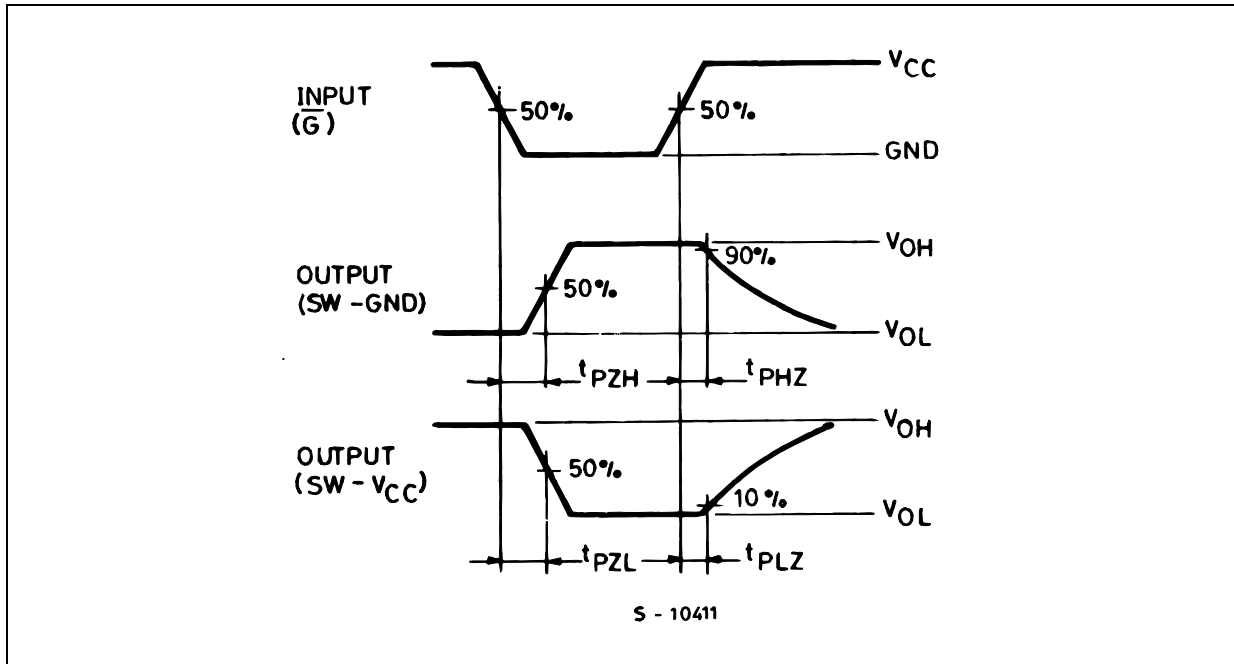 V_CC
INPUT
(G̅)
50%
50%
GND
V_OH
90%
OUTPUT
(SW - GND)
50%
V_OL
t_PZH
t_PHZ
V_OH
OUTPUT
(SW - V_CC)
50%
10%
V_OL
t_PZL
t_PLZ
S - 10411